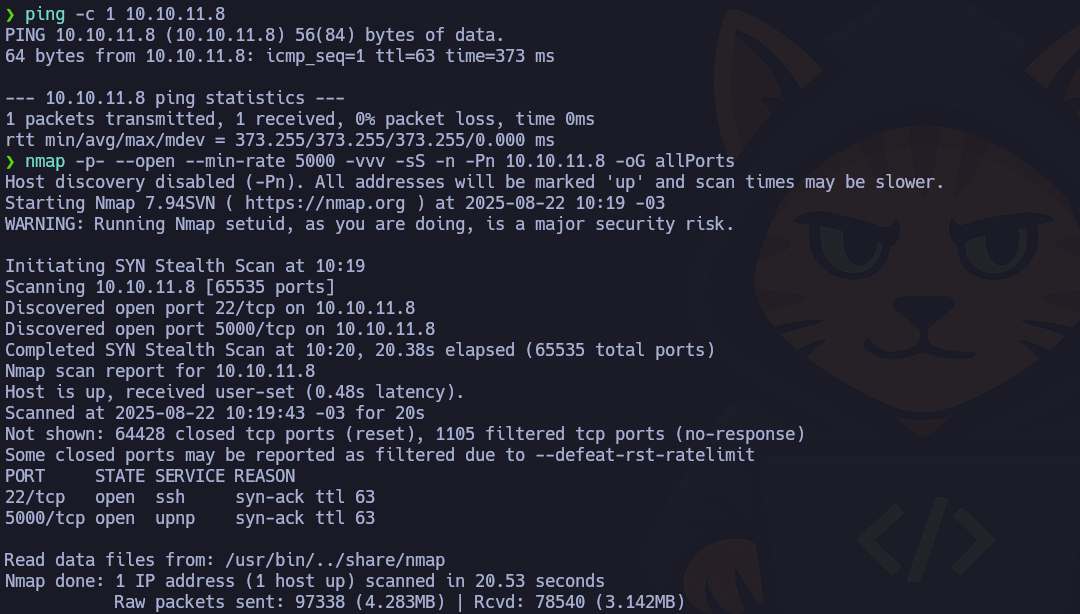 ❯ ping -c 1 10.10.11.8
PING 10.10.11.8 (10.10.11.8) 56(84) bytes of data.
64 bytes from 10.10.11.8: icmp_seq=1 ttl=63 time=373 ms

--- 10.10.11.8 ping statistics ---
1 packets transmitted, 1 received, 0% packet loss, time 0ms
rtt min/avg/max/mdev = 373.255/373.255/373.255/0.000 ms
❯ nmap -p- --open --min-rate 5000 -vvv -sS -n -Pn 10.10.11.8 -oG allPorts
Host discovery disabled (-Pn). All addresses will be marked 'up' and scan times may be slower.
Starting Nmap 7.94SVN ( https://nmap.org ) at 2025-08-22 10:19 -03
WARNING: Running Nmap setuid, as you are doing, is a major security risk.

Initiating SYN Stealth Scan at 10:19
Scanning 10.10.11.8 [65535 ports]
Discovered open port 22/tcp on 10.10.11.8
Discovered open port 5000/tcp on 10.10.11.8
Completed SYN Stealth Scan at 10:20, 20.38s elapsed (65535 total ports)
Nmap scan report for 10.10.11.8
Host is up, received user-set (0.48s latency).
Scanned at 2025-08-22 10:19:43 -03 for 20s
Not shown: 64428 closed tcp ports (reset), 1105 filtered tcp ports (no-response)
Some closed ports may be reported as filtered due to --defeat-rst-ratelimit
PORT     STATE SERVICE REASON
22/tcp   open  ssh     syn-ack ttl 63
5000/tcp open  upnp    syn-ack ttl 63

Read data files from: /usr/bin/../share/nmap
Nmap done: 1 IP address (1 host up) scanned in 20.53 seconds
           Raw packets sent: 97338 (4.283MB) | Rcvd: 78540 (3.142MB)